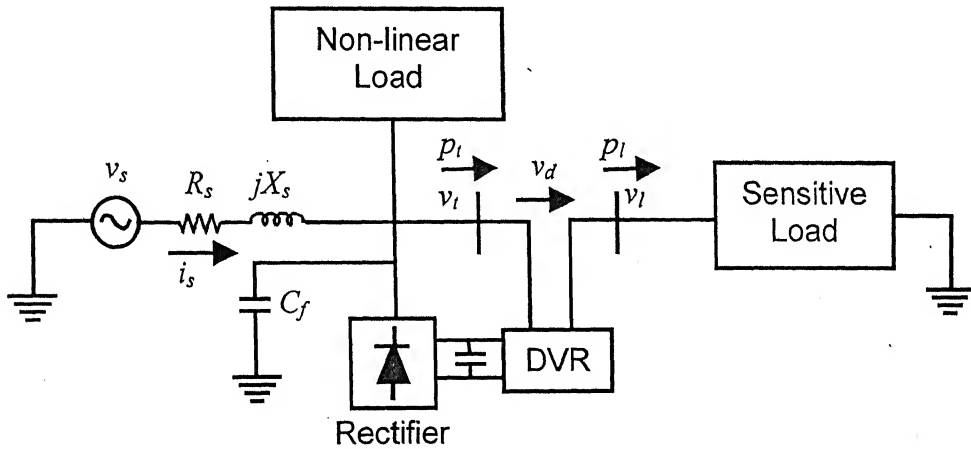 Non-linear
Load
v_s
R_s
jX_s
i_s
C_f
p_t
v_t
v_d
p_l
v_l
Sensitive
Load
DVR
Rectifier